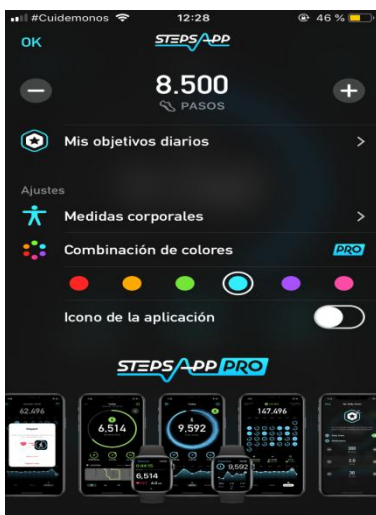 #Cuidemonos 12:28 46 %
OK STEPSAPP
8.500
PASOS
Mis objetivos diarios
Ajustes
Medidas corporales
Combinación de colores PRO
Icono de la aplicación
STEPSAPP PRO
62.496
6,514
9,592
147.496
6,514
9,592